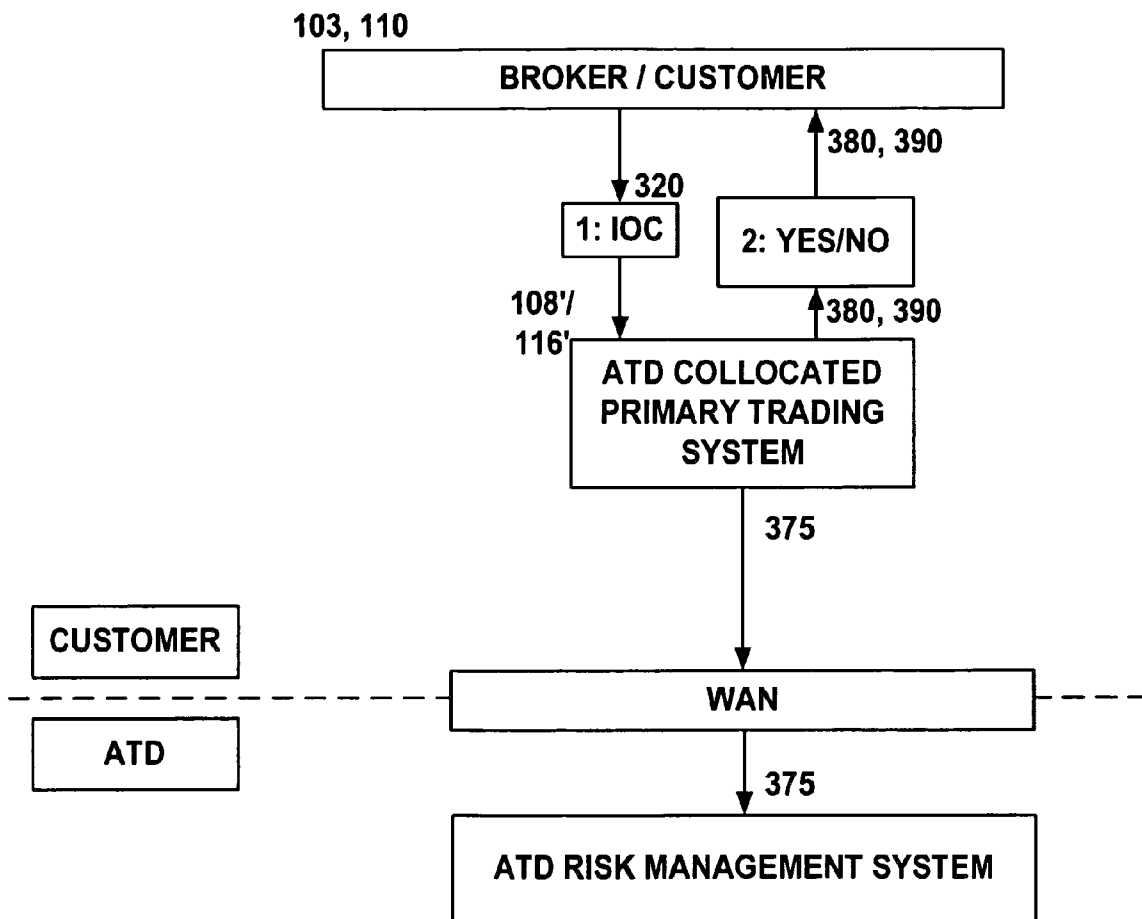 103, 110
BROKER / CUSTOMER
380, 390
320
1: IOC
2: YES/NO
108'/
116'
380, 390
ATD COLLOCATED
PRIMARY TRADING
SYSTEM
375
CUSTOMER
WAN
ATD
375
ATD RISK MANAGEMENT SYSTEM